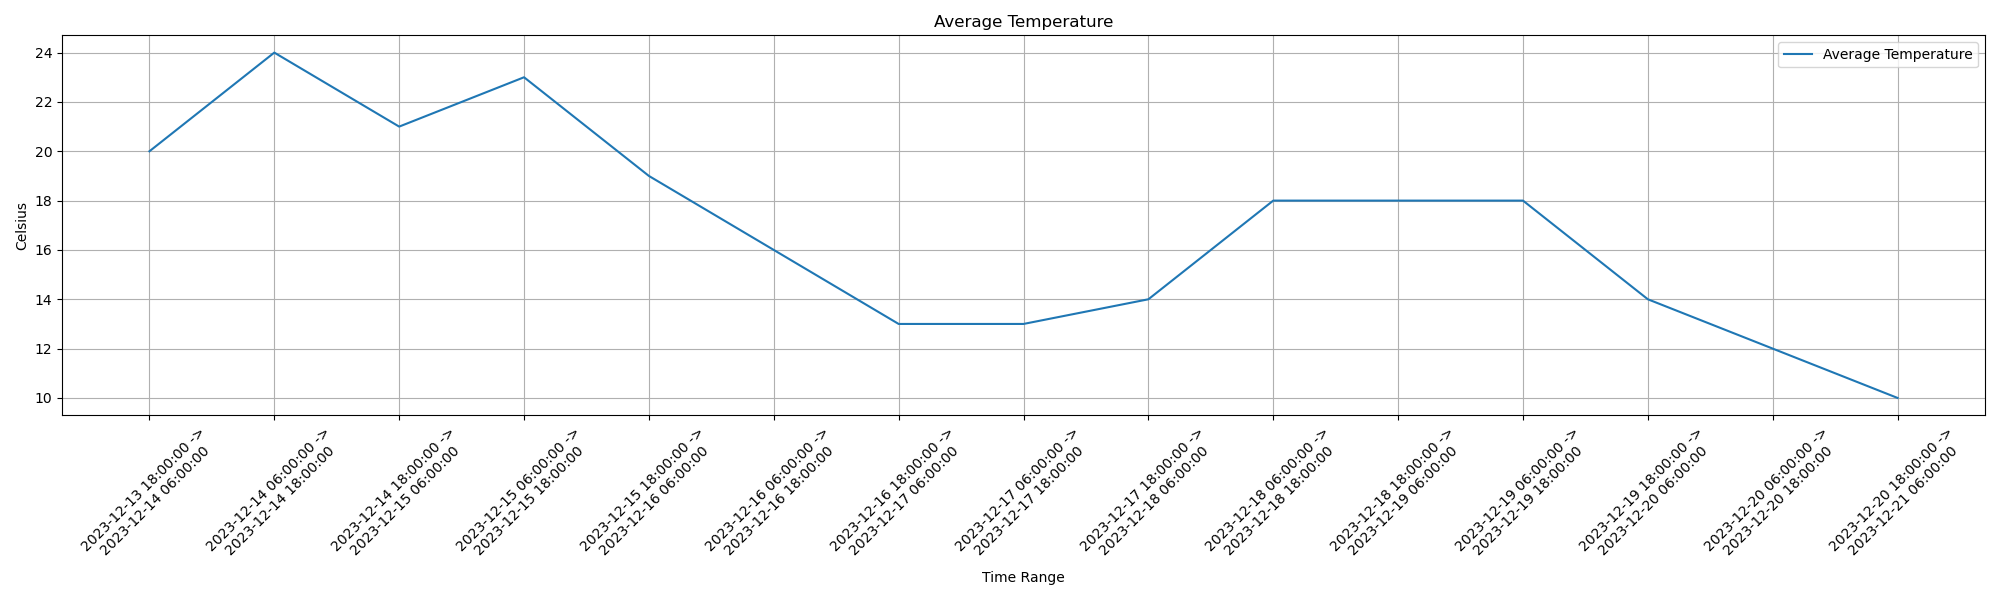 Average Temperature
Average Temperature
Celsius
24
22
20
18
16
14
12
10
2023-12-13 18:00:00 ->
2023-12-14 06:00:00
2023-12-14 06:00:00 ->
2023-12-14 18:00:00
2023-12-14 18:00:00 ->
2023-12-15 06:00:00
2023-12-15 06:00:00 ->
2023-12-15 18:00:00
2023-12-15 18:00:00 ->
2023-12-16 06:00:00
2023-12-16 06:00:00 ->
2023-12-16 18:00:00
2023-12-16 18:00:00 ->
2023-12-17 06:00:00
2023-12-17 06:00:00 ->
2023-12-17 18:00:00
2023-12-17 18:00:00 ->
2023-12-18 06:00:00
2023-12-18 06:00:00 ->
2023-12-18 18:00:00
2023-12-18 18:00:00 ->
2023-12-19 06:00:00
2023-12-19 06:00:00 ->
2023-12-19 18:00:00
2023-12-19 18:00:00 ->
2023-12-20 06:00:00
2023-12-20 06:00:00 ->
2023-12-20 18:00:00
2023-12-20 18:00:00 ->
2023-12-21 06:00:00
Time Range